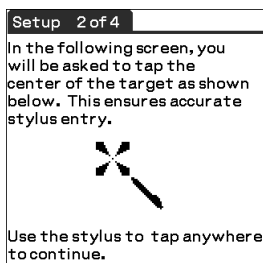 Setup 2 of 4
In the following screen, you
will be asked to tap the
center of the target as shown
below. This ensures accurate
stylus entry.
Use the stylus to tap anywhere
to continue.